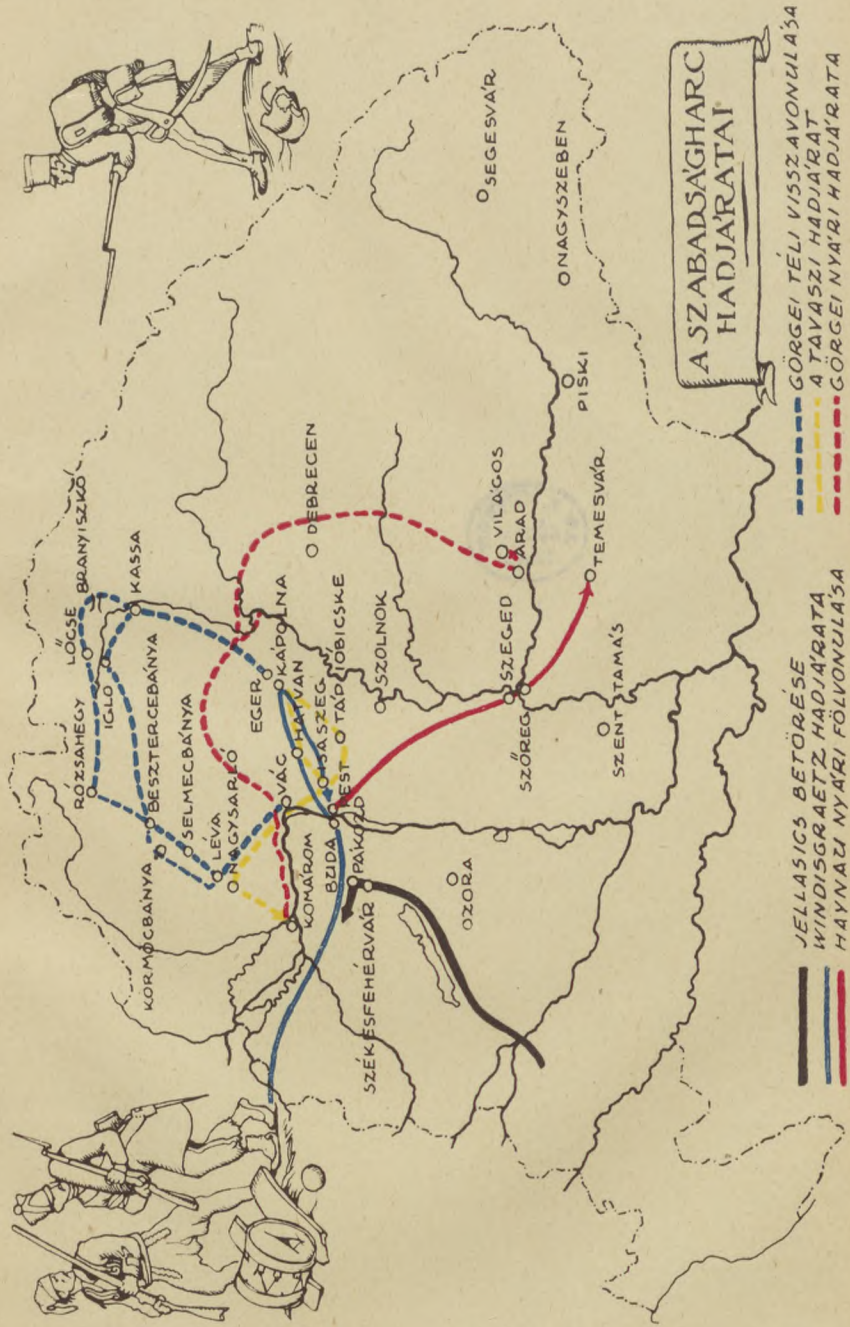 RÓZSAHEGY
LŐCSE
BRANYISZKÓ
IGLÓ
KASSA
KÖRMÖCBÁNYA
BESZTERCEBÁNYA
SELMECBÁNYA
LÉVA
NAGYSARLÓ
EGER
KÁPOLNA
VÁC
HATVAN
ISASZEG
TÁPIÓBICSKE
DEBRECEN
KOMÁROM
BUDA
PEST
PÁKOZD
SZÉKESFEHÉRVÁR
SZOLNOK
OZORA
VILÁGOS
ARAD
SZEGED
SZŐREG
TEMESVÁR
SZENTTAMÁS
PISKI
SEGESVÁR
NAGYSZEBEN
A SZABADSÁGHARC
HADJÁRATAI
JELLASICS BETÖRÉSE
WINDISGRAETZ HADJÁRATA
HAYNAU NYÁRI FÖLVONULÁSA
GÖRGEI TÉLI VISSZAVONULÁSA
A TAVASZI HADJÁRAT
GÖRGEI NYÁRI HADJÁRATA